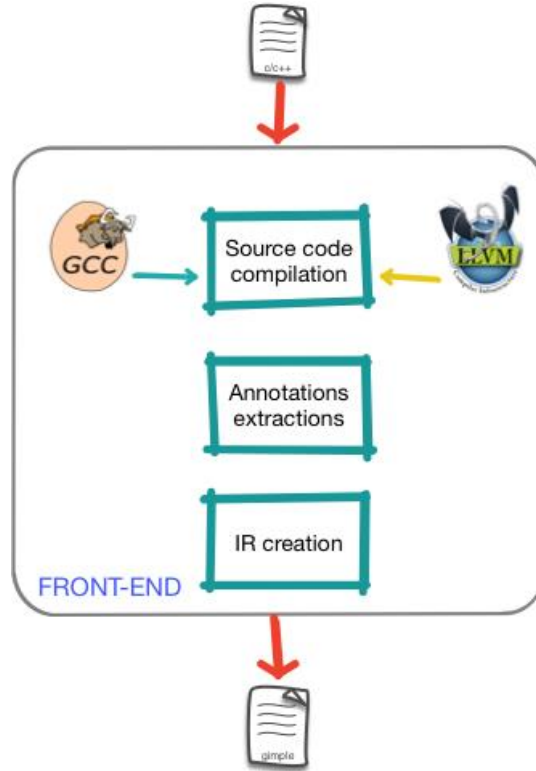 c/c++
GCC
Source code
compilation
LLVM
Compiler Infrastructure
Annotations
extractions
IR creation
FRONT-END
gimple